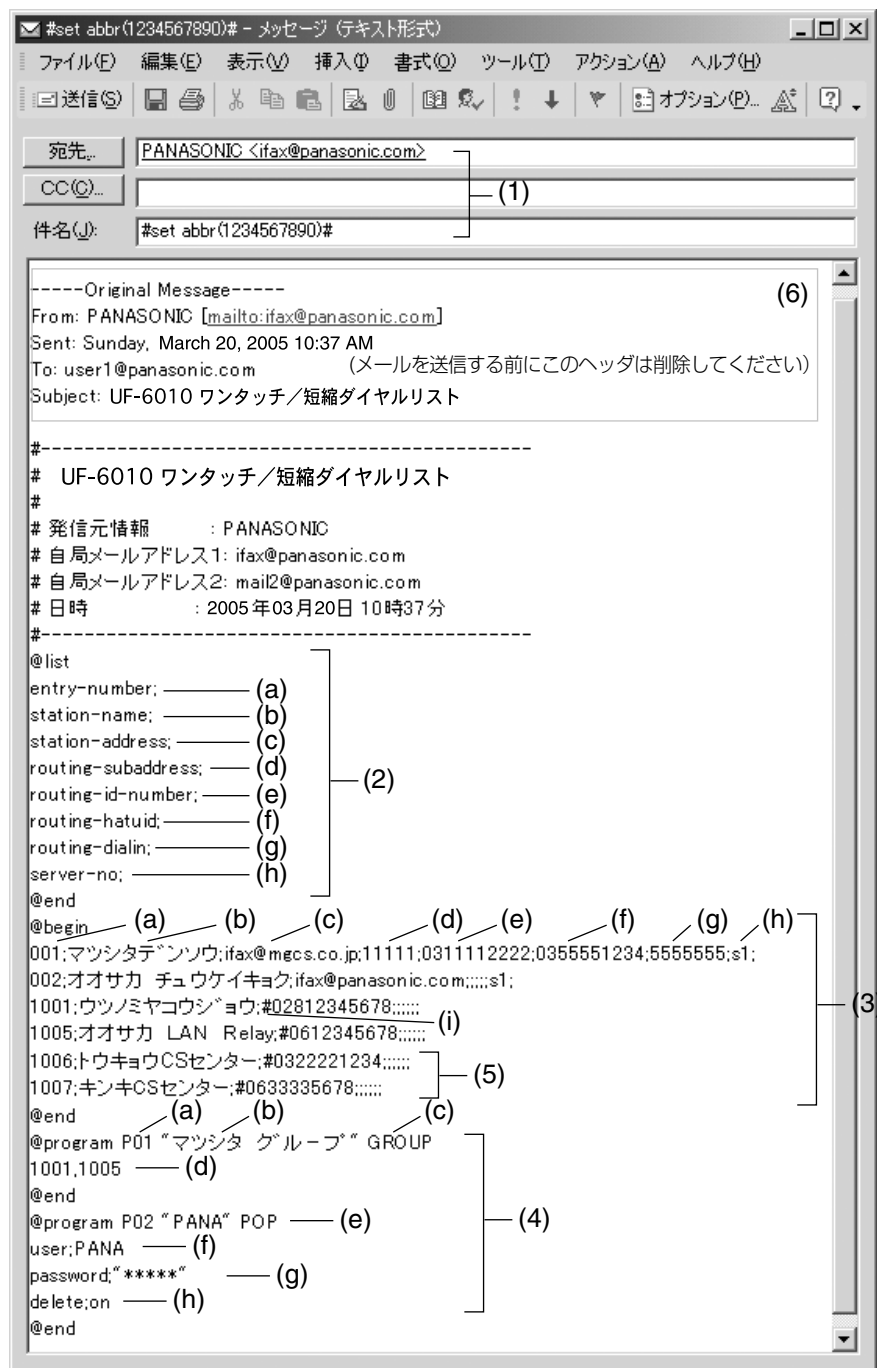 #set abbr(1234567890)# - メッセージ (テキスト形式)
ファイル(F) 編集(E) 表示(V) 挿入(I) 書式(O) ツール(T) アクション(A) ヘルプ(H)
送信(S) オプション(P)...
宛先... PANASONIC <ifax@panasonic.com>
CC(C)...
(1)
件名(J): #set abbr(1234567890)#
-----Original Message-----
(6)
From: PANASONIC [mailto:ifax@panasonic.com]
Sent: Sunday, March 20, 2005 10:37 AM
To: user1@panasonic.com (メールを送信する前にこのヘッダは削除してください)
Subject: UF-6010 ワンタッチ/短縮ダイヤルリスト
#------------------------------------------
# UF-6010 ワンタッチ/短縮ダイヤルリスト
#
# 発信元情報 : PANASONIC
# 自局メールアドレス1: ifax@panasonic.com
# 自局メールアドレス2: mail2@panasonic.com
# 日時 : 2005年03月20日 10時37分
#------------------------------------------
@list
entry-number; (a)
station-name; (b)
station-address; (c)
routing-subaddress; (d)
(2)
routing-id-number; (e)
routing-hatuid; (f)
routing-dialin; (g)
server-no; (h)
@end
@begin (a) (b) (c) (d) (e) (f) (g) (h)
001;マツシタデンソウ;ifax@mgcs.co.jp;11111;0311112222;0355551234;5555555;s1;
002;オオサカ チュウケイキョク;ifax@panasonic.com;;;;;s1;
1001;ウツノミヤコウジョウ;#02812345678;;;;;;
(i)
(3)
1005;オオサカ LAN Relay;#0612345678;;;;;;
1006;トウキョウCSセンター;#0322221234;;;;;;
(5)
1007;キンキCSセンター;#0633335678;;;;;;
@end (a) (b) (c)
@program P01 "マツシタ グループ" GROUP
1001,1005 (d)
@end
@program P02 "PANA" POP (e)
(4)
user;PANA (f)
password;"*****" (g)
delete;on (h)
@end